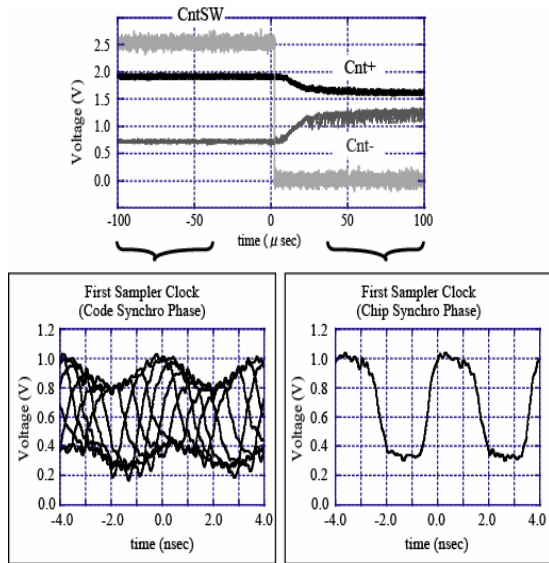 CntSW
2.5
2.0
1.5
1.0
0.5
0.0
Voltage (V)
Cnt+
Cnt-
-100
-50
0
50
100
time (μ sec)
First Sampler Clock
(Code Synchro Phase)
1.2
1.0
0.8
0.6
0.4
0.2
0.0
Voltage (V)
-4.0
-2.0
0.0
2.0
4.0
time (nsec)
First Sampler Clock
(Chip Synchro Phase)
1.2
1.0
0.8
0.6
0.4
0.2
0.0
Voltage (V)
-4.0
-2.0
0.0
2.0
4.0
time (nsec)